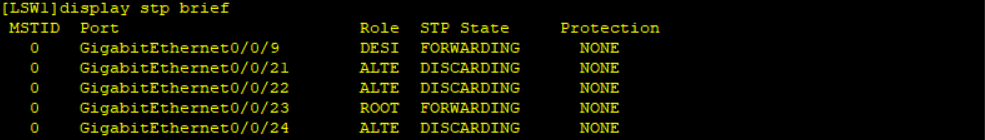 [LSW1]display stp brief
MSTID  Port                        Role  STP State     Protection
0    GigabitEthernet0/0/9        DESI  FORWARDING      NONE
0    GigabitEthernet0/0/21       ALTE  DISCARDING      NONE
0    GigabitEthernet0/0/22       ALTE  DISCARDING      NONE
0    GigabitEthernet0/0/23       ROOT  FORWARDING      NONE
0    GigabitEthernet0/0/24       ALTE  DISCARDING      NONE